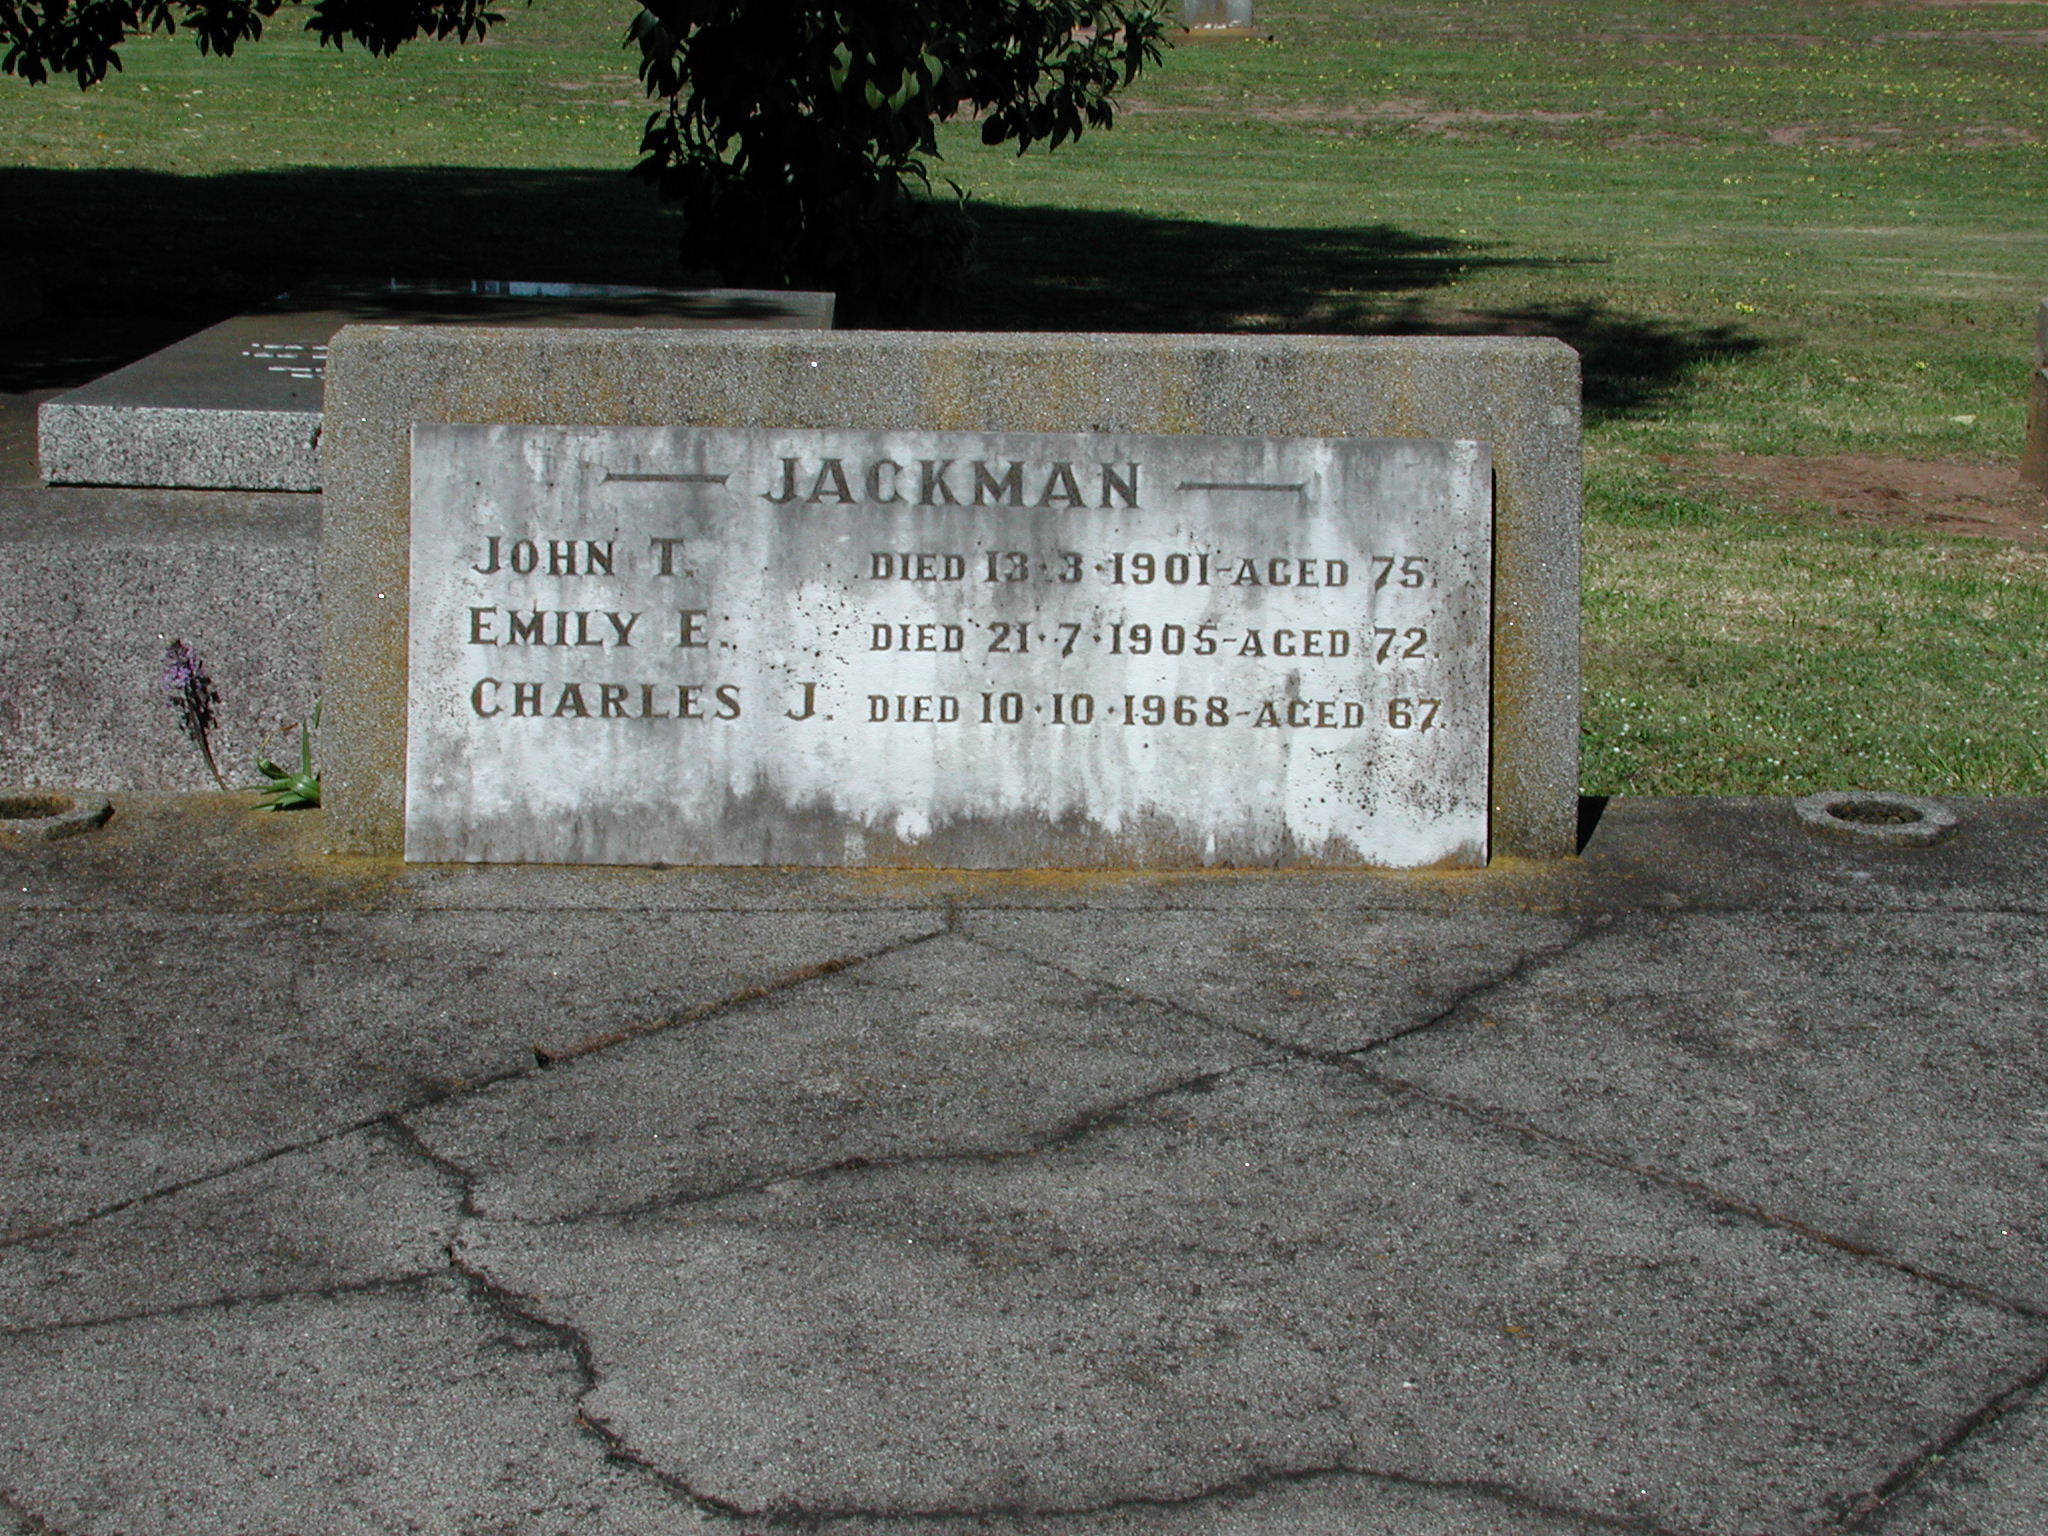 JACKMAN
JOHN T. DIED 13·3·1901-AGED 75.
EMILY E. DIED 21·7·1905-AGED 72.
CHARLES J. DIED 10·10·1968-AGED 67.